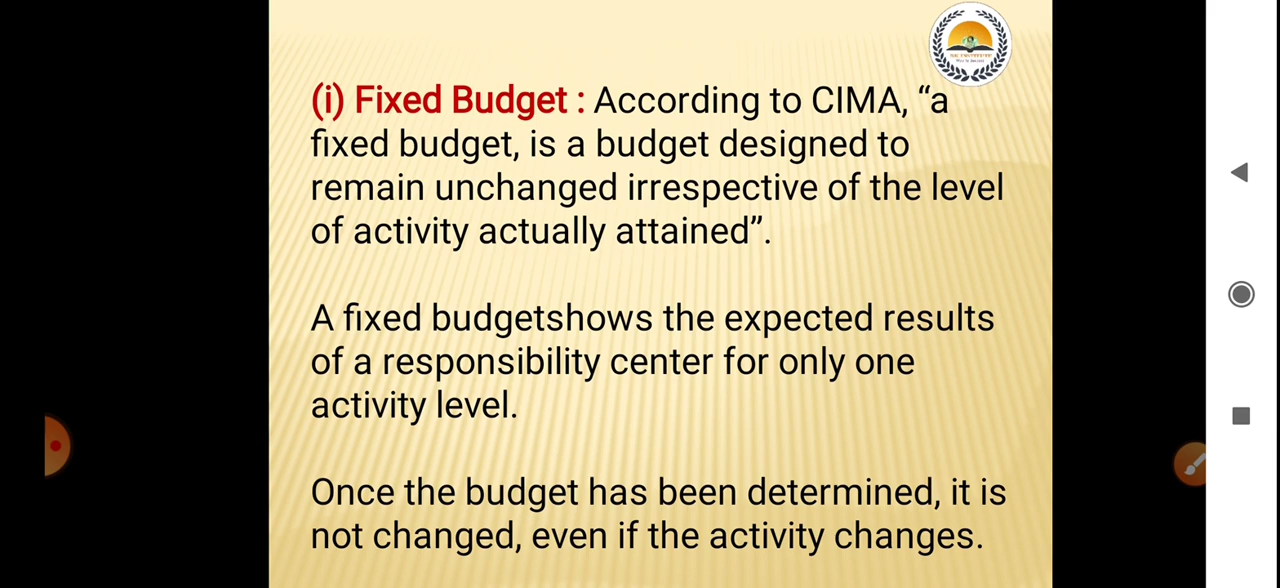 (i) Fixed Budget : According to CIMA, “a
fixed budget, is a budget designed to
remain unchanged irrespective of the level
of activity actually attained”.
A fixed budgetshows the expected results
of a responsibility center for only one
activity level.
Once the budget has been determined, it is
not changed, even if the activity changes.